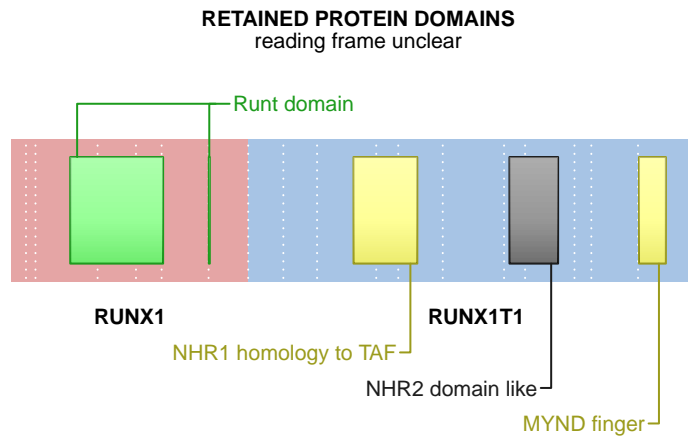 RETAINED PROTEIN DOMAINS
reading frame unclear
Runt domain
RUNX1
RUNX1T1
NHR1 homology to TAF
NHR2 domain like
MYND finger